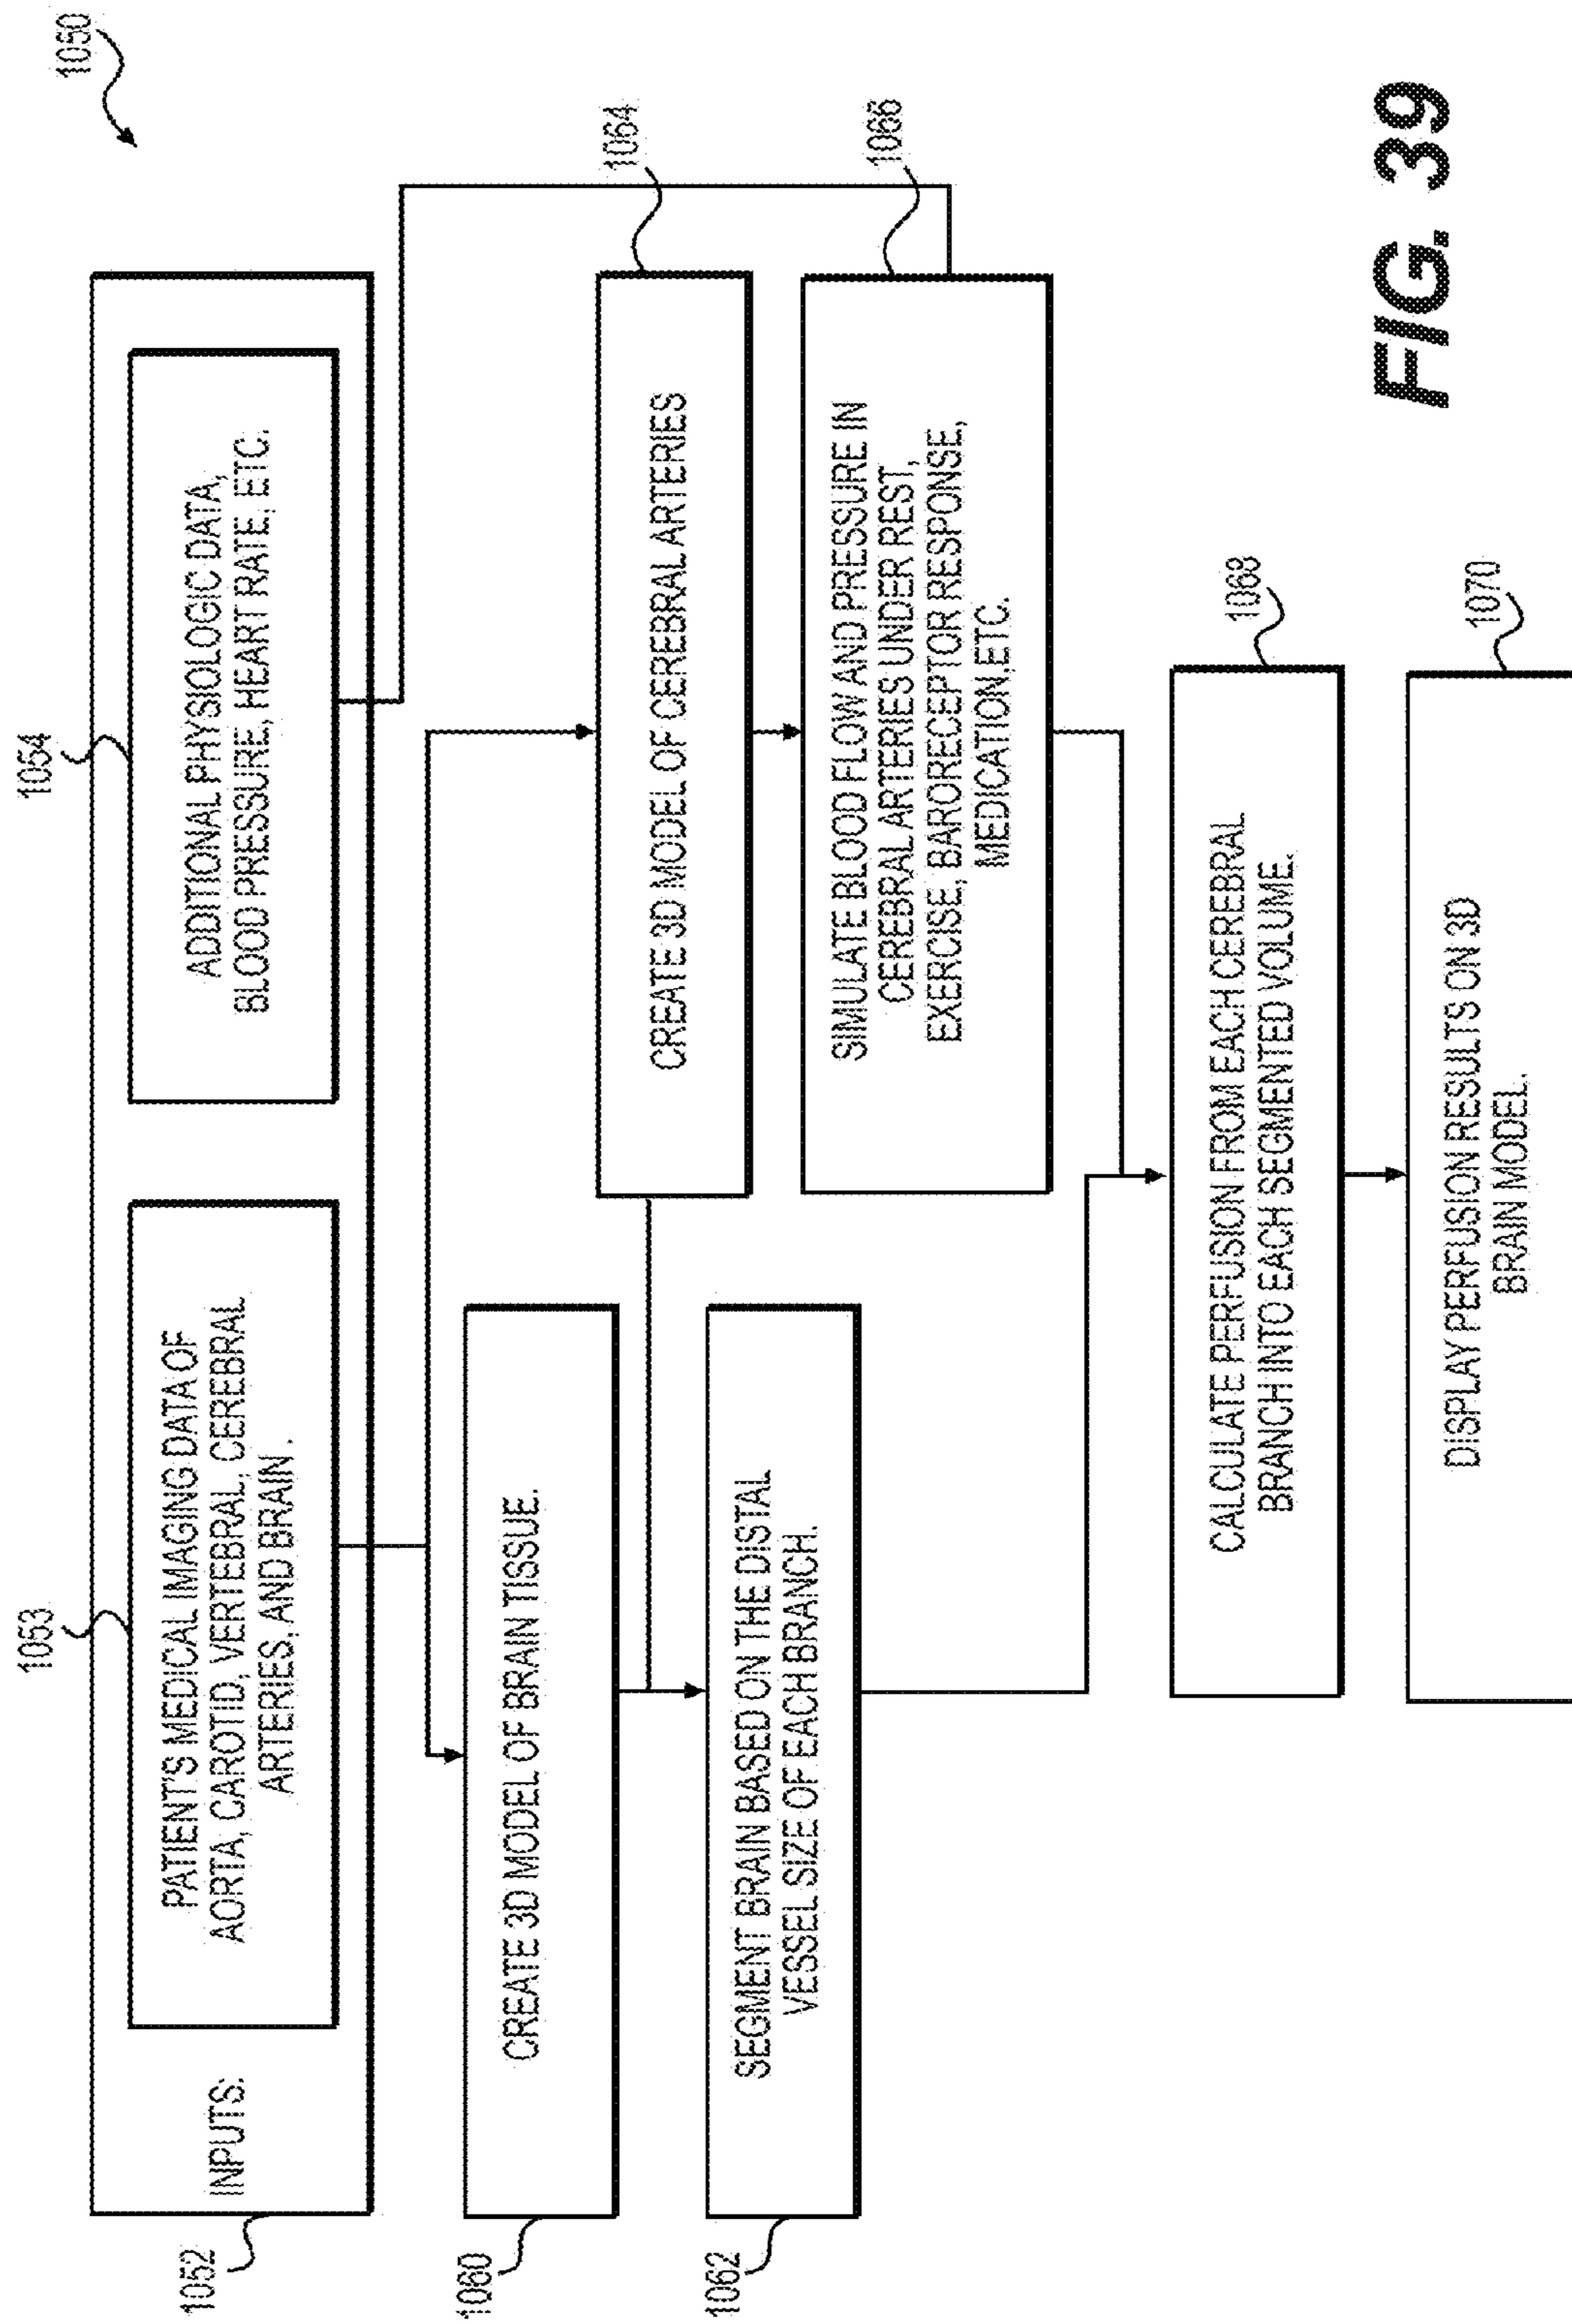 1050
1053
1054
1052
INPUTS:
PATIENT'S MEDICAL IMAGING DATA OF
AORTA, CAROTID, VERTEBRAL, CEREBRAL
ARTERIES, AND BRAIN .
ADDITIONAL PHYSIOLOGIC DATA,
BLOOD PRESSURE, HEART RATE, ETC.
1060
CREATE 3D MODEL OF BRAIN TISSUE.
1064
CREATE 3D MODEL OF CEREBRAL ARTERIES
1062
SEGMENT BRAIN BASED ON THE DISTAL
VESSEL SIZE OF EACH BRANCH.
1066
SIMULATE BLOOD FLOW AND PRESSURE IN
CEREBRAL ARTERIES UNDER REST,
EXERCISE, BARORECEPTOR RESPONSE,
MEDICATION,ETC.
1068
CALCULATE PERFUSION FROM EACH CEREBRAL
BRANCH INTO EACH SEGMENTED VOLUME.
1070
DISPLAY PERFUSION RESULTS ON 3D
BRAIN MODEL.
FIG. 39